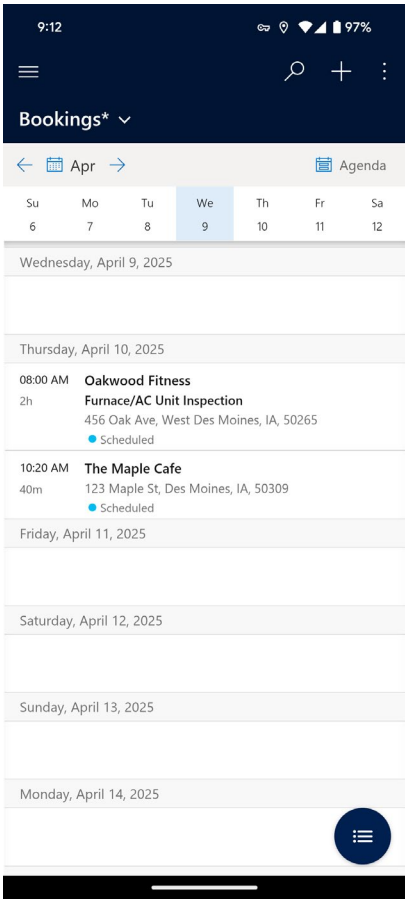 9:12
97%
Bookings*
Apr
Agenda
Su Mo Tu We Th Fr Sa
6 7 8 9 10 11 12
Wednesday, April 9, 2025
Thursday, April 10, 2025
08:00 AM Oakwood Fitness
2h Furnace/AC Unit Inspection
456 Oak Ave, West Des Moines, IA, 50265
Scheduled
10:20 AM The Maple Cafe
40m 123 Maple St, Des Moines, IA, 50309
Scheduled
Friday, April 11, 2025
Saturday, April 12, 2025
Sunday, April 13, 2025
Monday, April 14, 2025